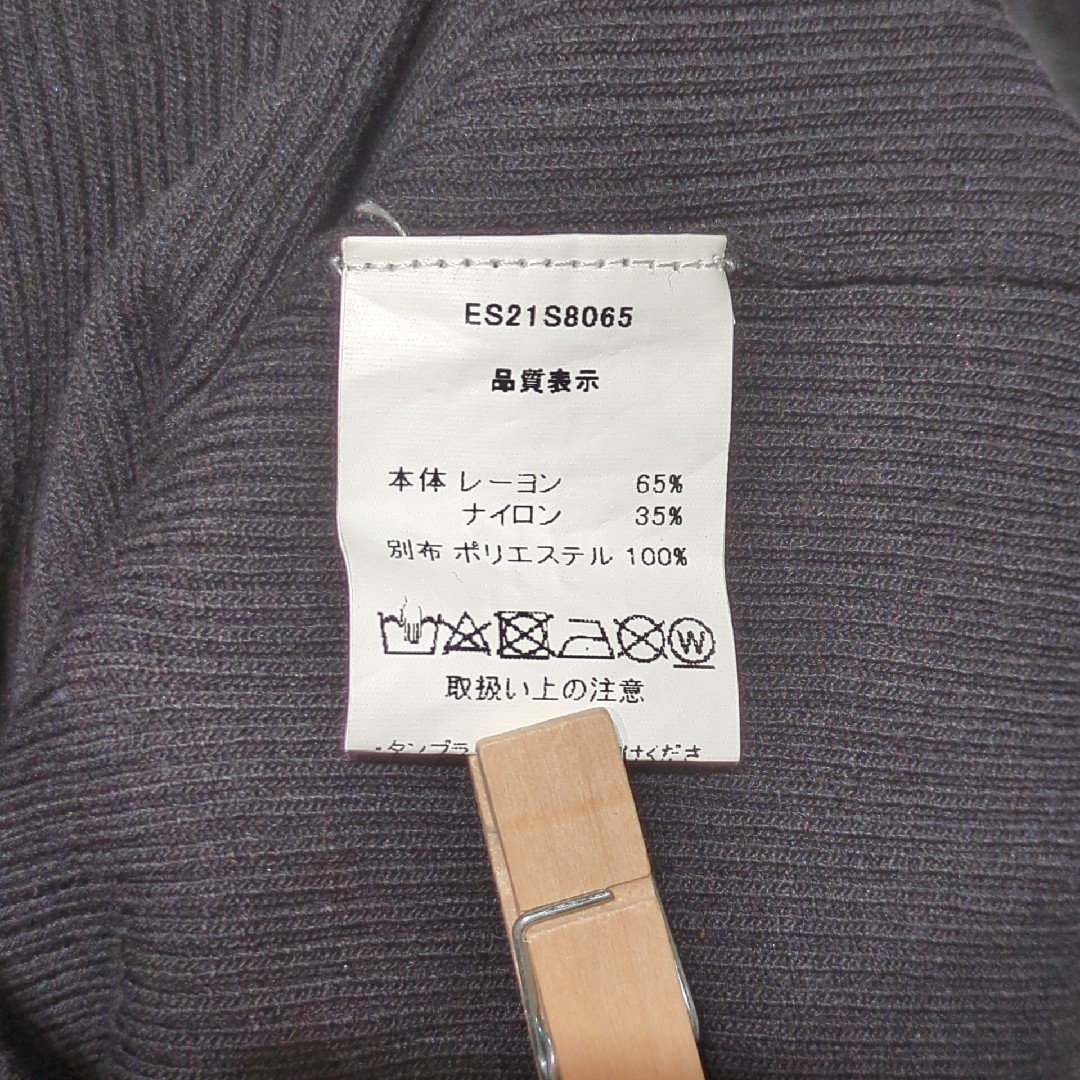 ES21S8065
品質表示
本体 レーヨン 65%
ナイロン 35%
別布 ポリエステル 100%
W
取扱い上の注意